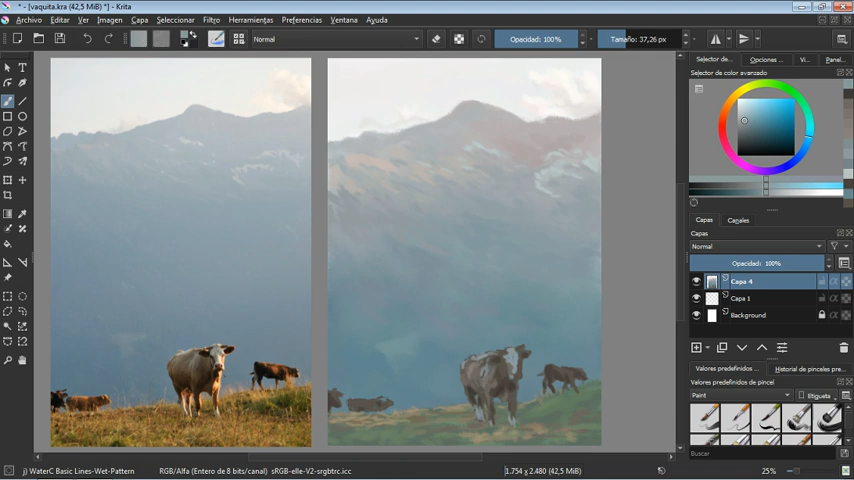 * - [vaquita.kra (42,5 MiB)] * - Krita
Archivo Editar Ver Imagen Capa Seleccionar Filtro Herramientas Preferencias Ventana Ayuda
Normal
Opacidad: 100%
Tamaño: 37,26 px
Selector de... Opciones ... Vi... Panel...
Selector de color avanzado
Capas Canales
Capas
Normal
Opacidad: 100%
Capa 4
Capa 1
Background
Valores predefinidos ... Historial de pinceles pre...
Valores predefinidos de pincel
Paint
Etiqueta
Buscar
j) WaterC Basic Lines-Wet-Pattern
RGB/Alfa (Entero de 8 bits/canal) sRGB-elle-V2-srgbtrc.icc
1.754 x 2.480 (42,5 MiB)
25%